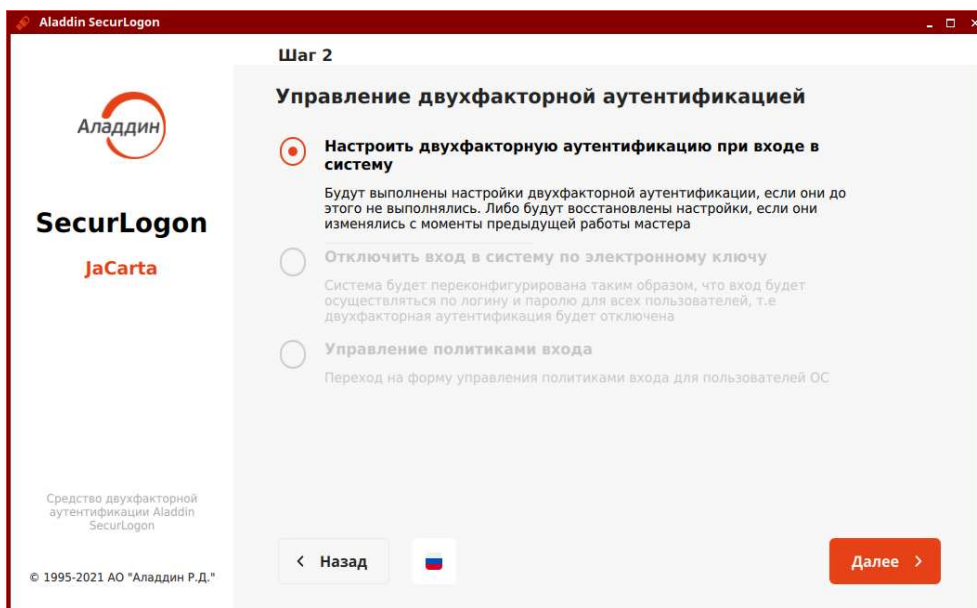 Aladdin SecurLogon
Шаг 2
Аладдин
SecurLogon
JaCarta
Средство двухфакторной
аутентификации Aladdin
SecurLogon
© 1995-2021 АО "Аладдин Р.Д."
Управление двухфакторной аутентификацией
Настроить двухфакторную аутентификацию при входе в
систему
Будут выполнены настройки двухфакторной аутентификации, если они до
этого не выполнялись. Либо будут восстановлены настройки, если они
изменялись с моменты предыдущей работы мастера
Отключить вход в систему по электронному ключу
Система будет переконфигурирована таким образом, что вход будет
осуществляться по логину и паролю для всех пользователей, т.е
двухфакторная аутентификация будет отключена
Управление политиками входа
Переход на форму управления политиками входа для пользователей ОС
Назад
Далее